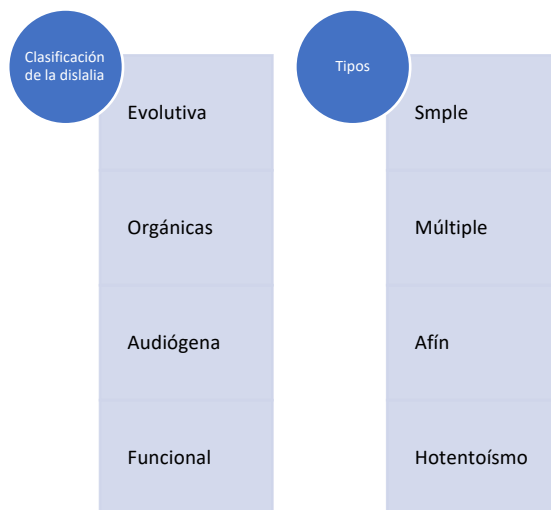 Clasificación
de la dislalia
Evolutiva
Orgánicas
Audiógena
Funcional
Tipos
Smple
Múltiple
Afín
Hotentoísmo